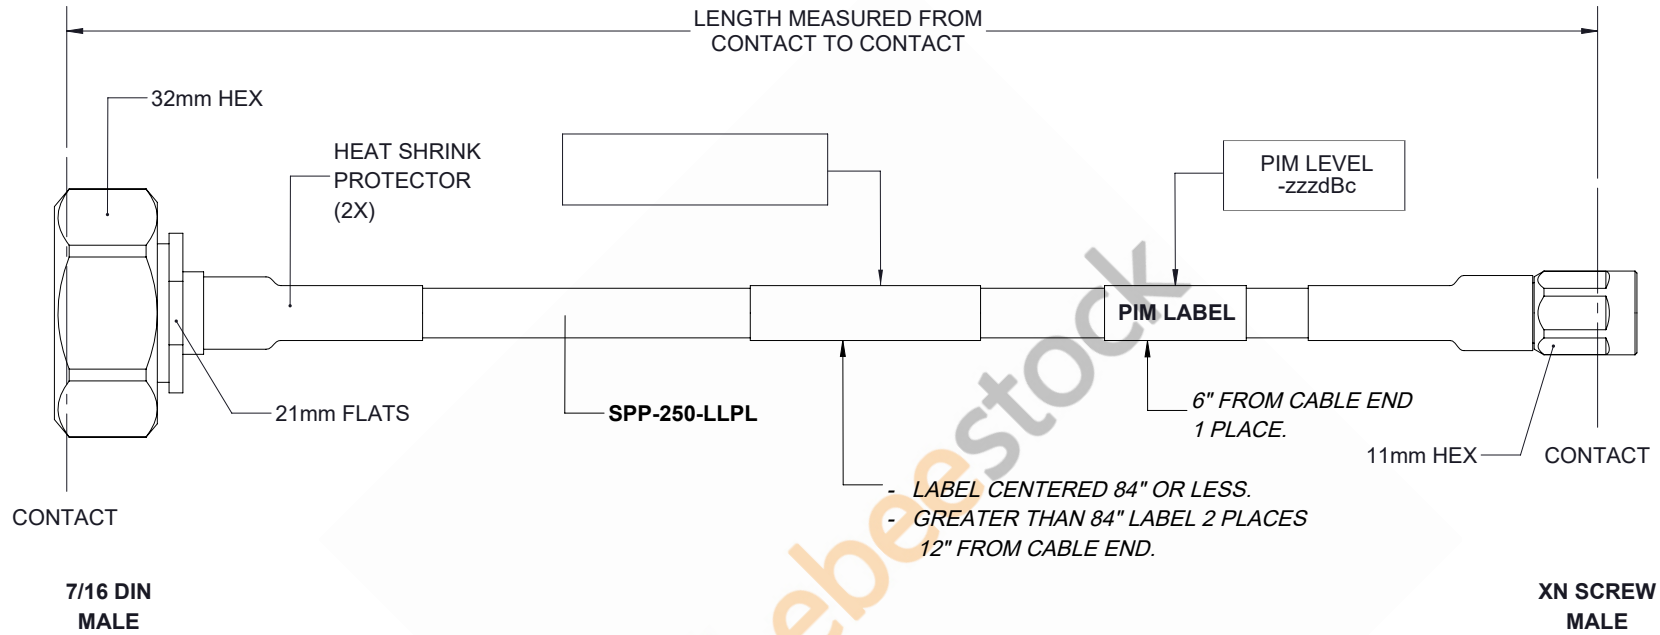 LENGTH MEASURED FROM
CONTACT TO CONTACT
32mm HEX
HEAT SHRINK
PROTECTOR
(2X)
PIM LEVEL
-zzzdBc
PIM LABEL
21mm FLATS
SPP-250-LLPL
6" FROM CABLE END
1 PLACE.
11mm HEX
CONTACT
- LABEL CENTERED 84" OR LESS.
- GREATER THAN 84" LABEL 2 PLACES
12" FROM CABLE END.
CONTACT
7/16 DIN
MALE
XN SCREW
MALE
ebeestock